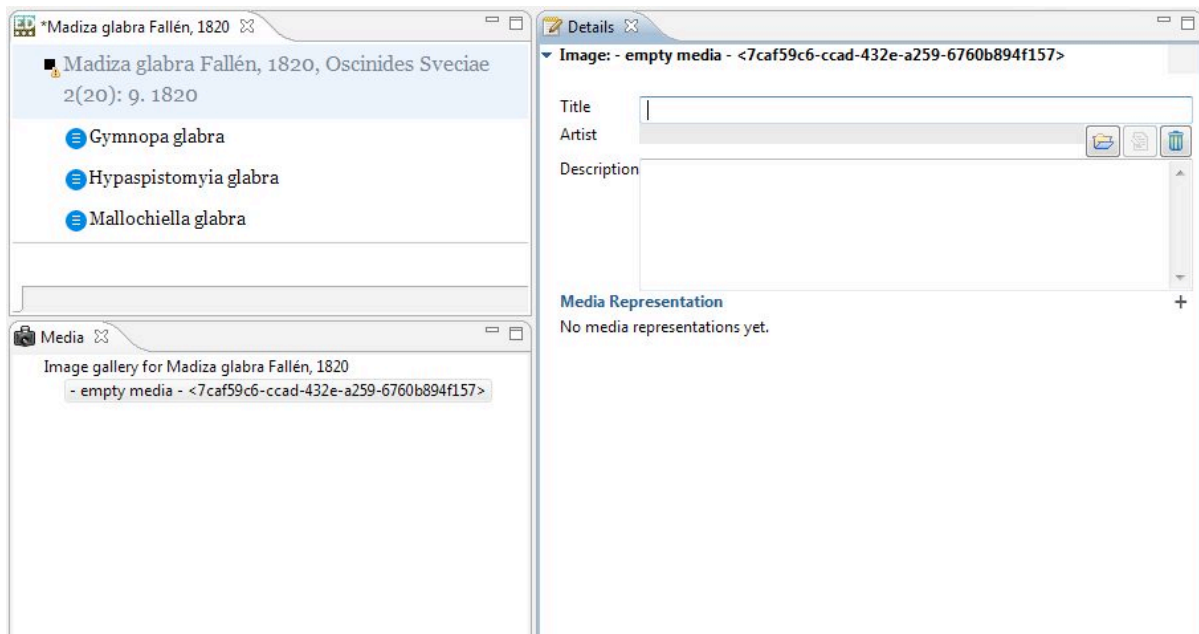 *Madiza glabra Fallén, 1820
Madiza glabra Fallén, 1820, Oscinides Sveciae
2(20): 9. 1820
Gymnopa glabra
Hypaspistomyia glabra
Mallochiella glabra
Media
Image gallery for Madiza glabra Fallén, 1820
- empty media - <7caf59c6-ccad-432e-a259-6760b894f157>
Details
Image: - empty media - <7caf59c6-ccad-432e-a259-6760b894f157>
Title
Artist
Description
Media Representation
+
No media representations yet.